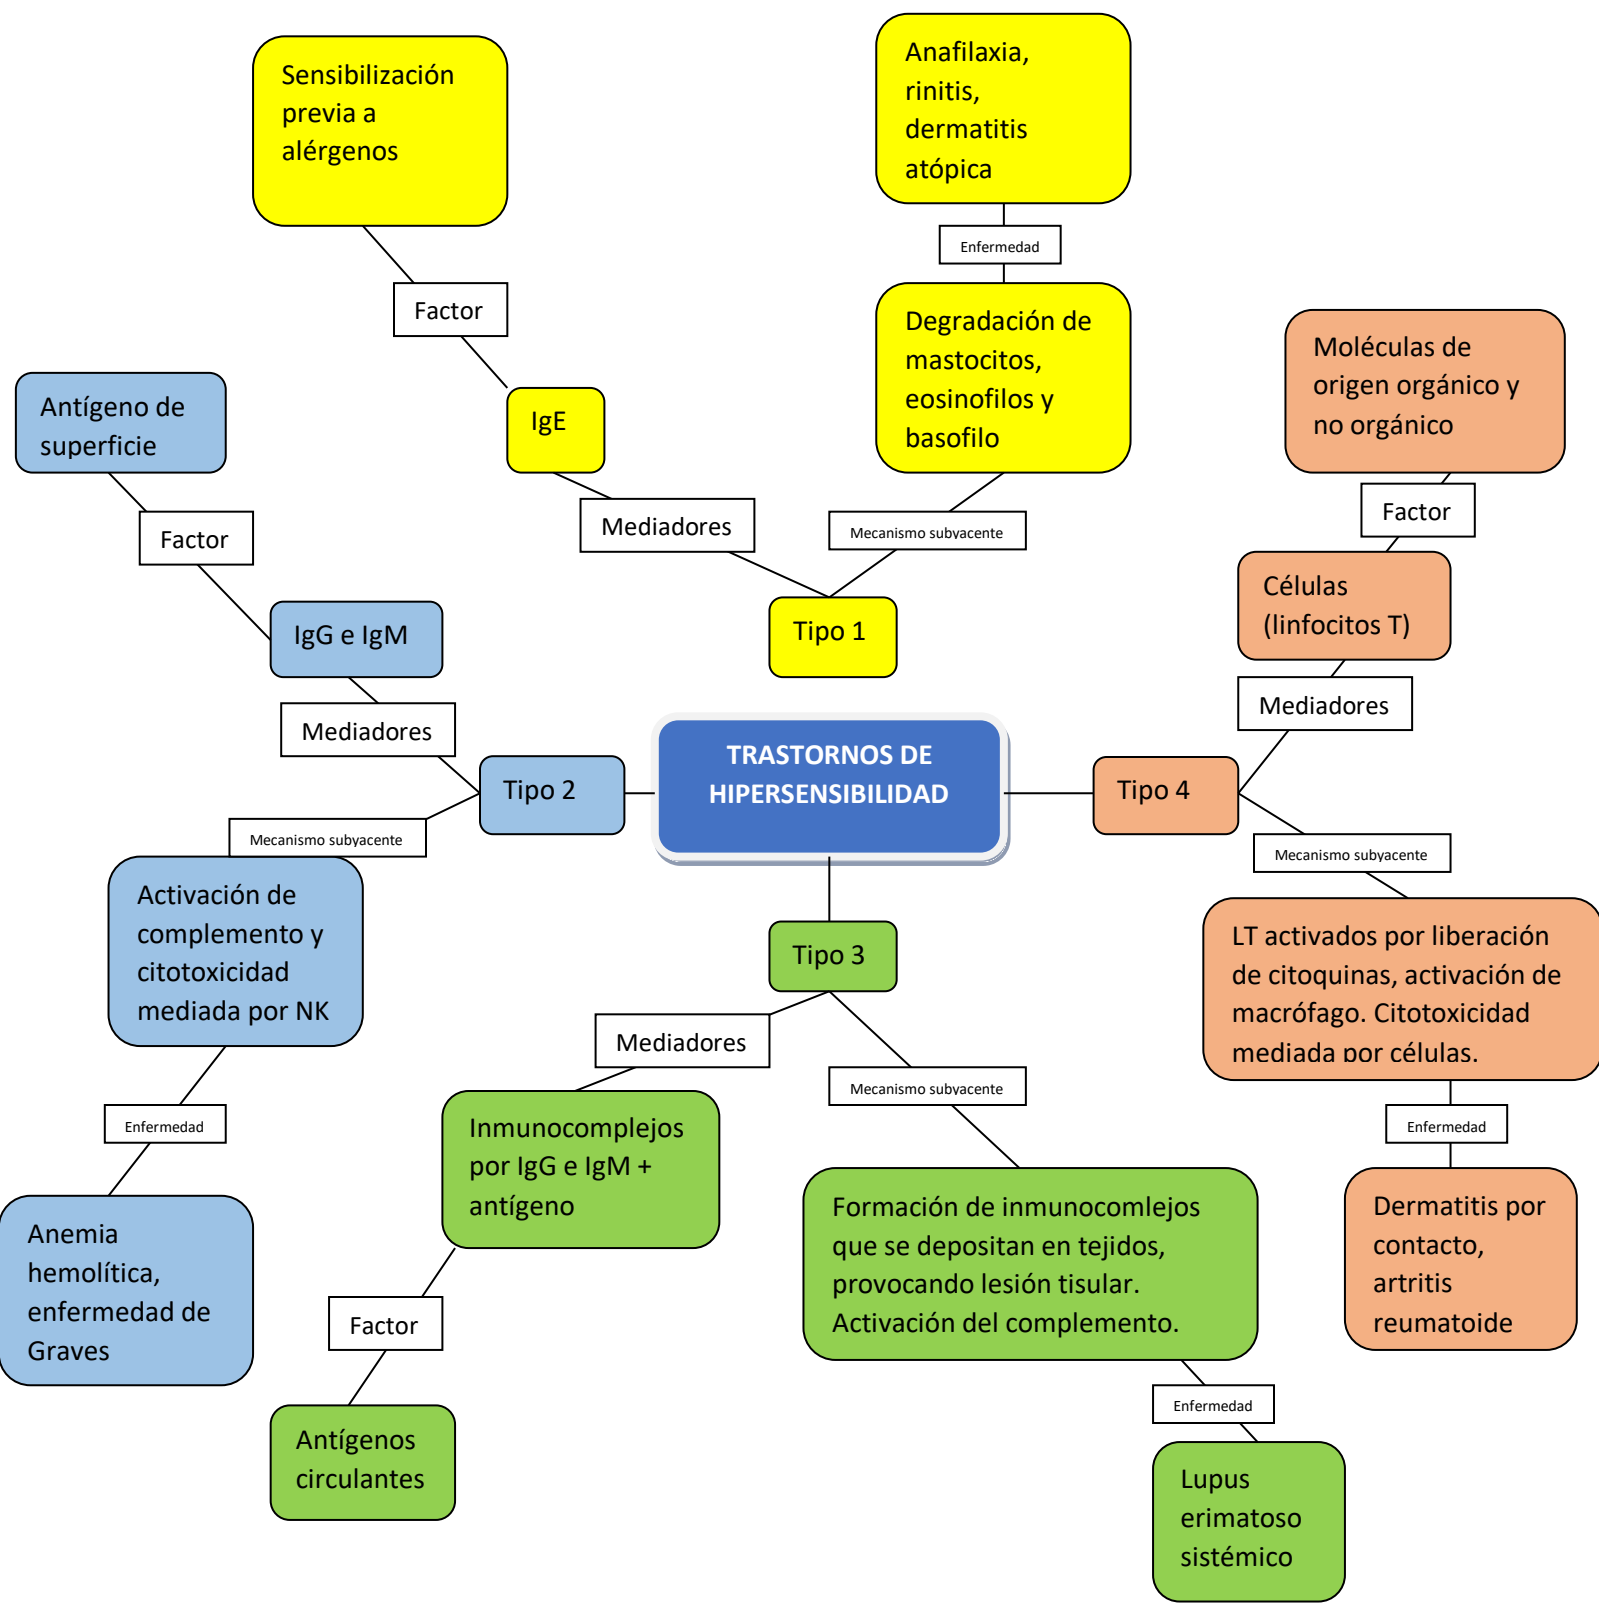 Sensibilización
previa a
alérgenos
Factor
IgE
Mediadores
Anafilaxia,
rinitis,
dermatitis
atópica
Enfermedad
Degradación de
mastocitos,
eosinofilos y
basofilo
Mecanismo subyacente
Tipo 1
Antígeno de
superficie
Factor
IgG e IgM
Mediadores
Tipo 2
Mecanismo subyacente
Activación de
complemento y
citotoxicidad
mediada por NK
Enfermedad
Anemia
hemolítica,
enfermedad de
Graves
TRASTORNOS DE
HIPERSENSIBILIDAD
Moléculas de
origen orgánico y
no orgánico
Factor
Células
(linfocitos T)
Mediadores
Tipo 4
Mecanismo subyacente
LT activados por liberación
de citoquinas, activación de
macrófago. Citotoxicidad
mediada por células.
Enfermedad
Dermatitis por
contacto,
artritis
reumatoide
Tipo 3
Mediadores
Inmunocomplejos
por IgG e IgM +
antígeno
Factor
Antígenos
circulantes
Mecanismo subyacente
Formación de inmunocomlejos
que se depositan en tejidos,
provocando lesión tisular.
Activación del complemento.
Enfermedad
Lupus
erimatoso
sistémico